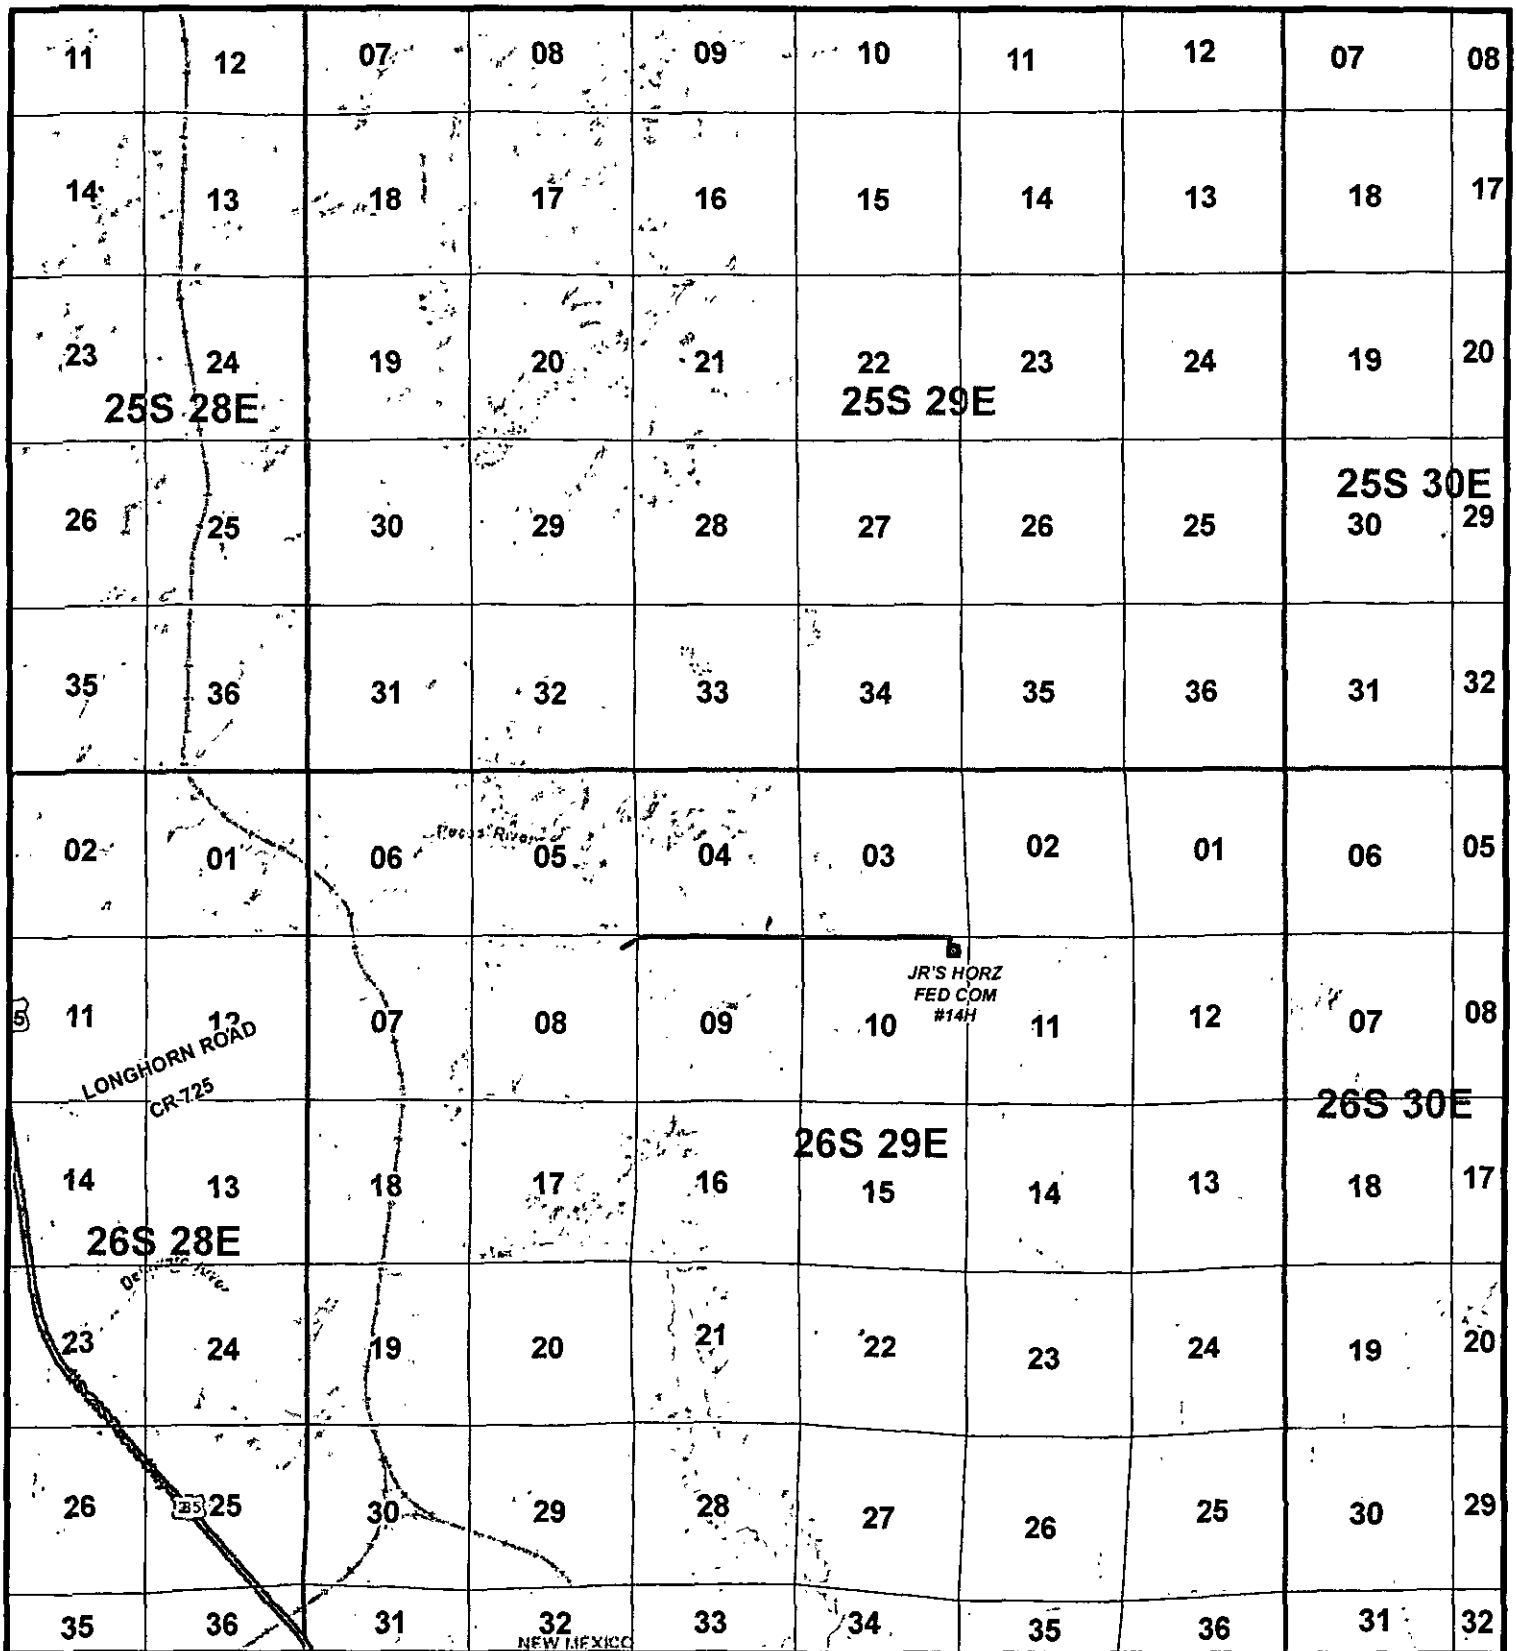 11 12 07 08 09 10 11 12 07 08
14 13 18 17 16 15 14 13 18 17
23 24 19 20 21 22 23 24 19 20
25S 28E 25S 29E
25S 30E
26 25 30 29 28 27 26 25 30 29
35 36 31 32 33 34 35 36 31 32
Pecos River
02 01 06 05 04 03 02 01 06 05
JR'S HORZ
FED COM
#14H
5 11 12 07 08 09 10 11 12 07 08
LONGHORN ROAD
CR 725
26S 30E
26S 29E
14 13 18 17 16 15 14 13 18 17
26S 28E
23 24 19 20 21 22 23 24 19 20
26 285 25 30 29 28 27 26 25 30 29
35 36 31 32 33 34 35 36 31 32
NEW MEXICO